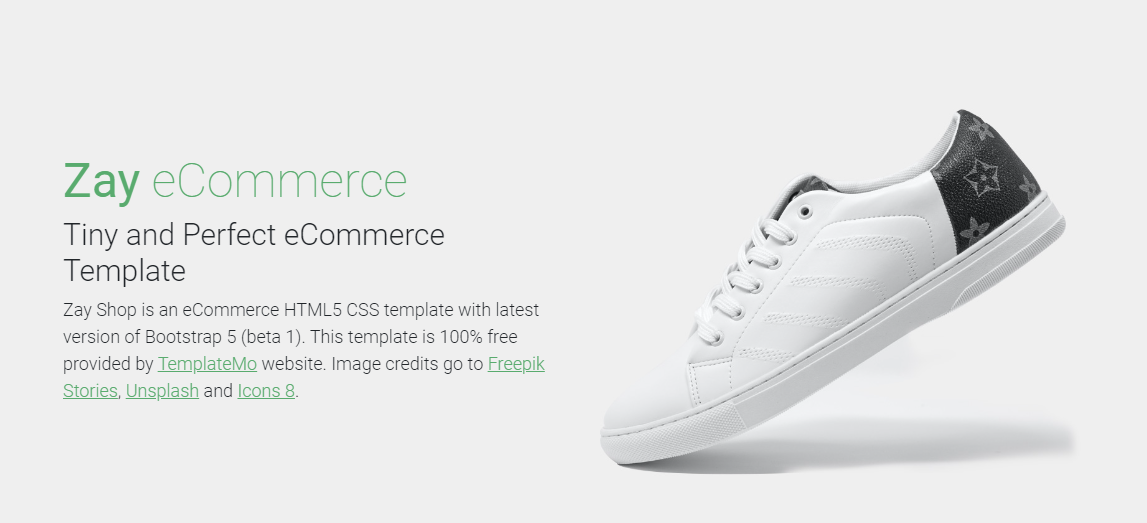 Zay eCommerce
Tiny and Perfect eCommerce
Template
Zay Shop is an eCommerce HTML5 CSS template with latest
version of Bootstrap 5 (beta 1). This template is 100% free
provided by TemplateMo website. Image credits go to Freepik
Stories, Unsplash and Icons 8.